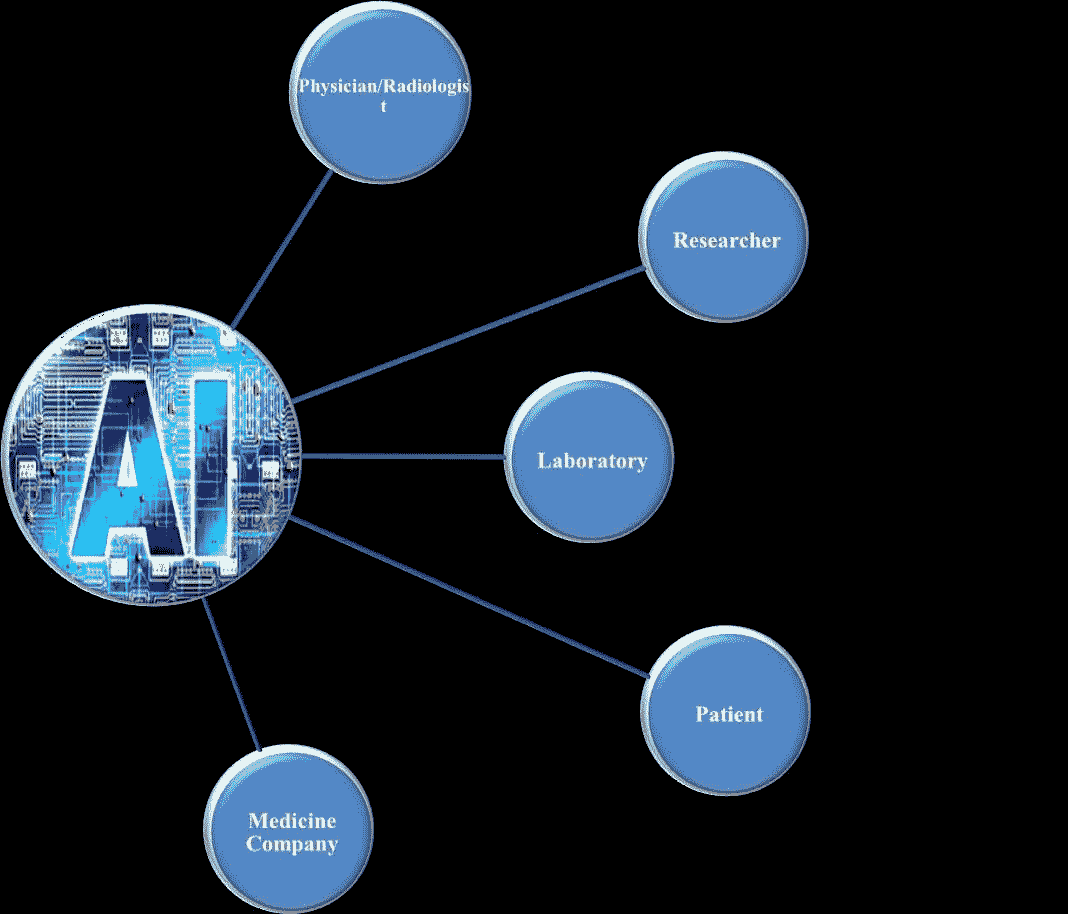 Physician/Radiologis
t
Researcher
AI
Laboratory
Patient
Medicine
Company